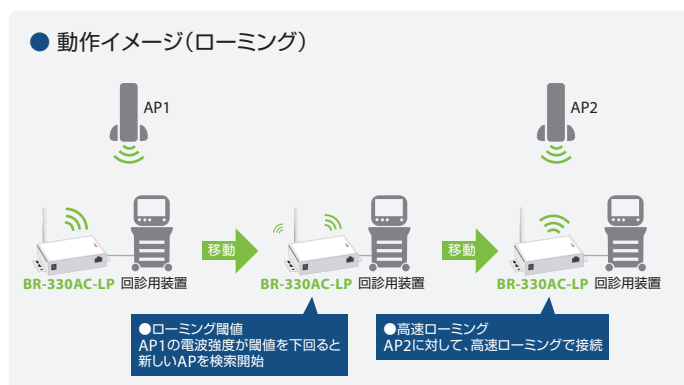 ● 動作イメージ（ローミング）
AP1
AP2
移動
移動
BR-330AC-LP 回診用装置
BR-330AC-LP 回診用装置
BR-330AC-LP 回診用装置
●ローミング閾値
AP1の電波強度が閾値を下回ると
新しいAPを検索開始
●高速ローミング
AP2に対して、高速ローミングで接続